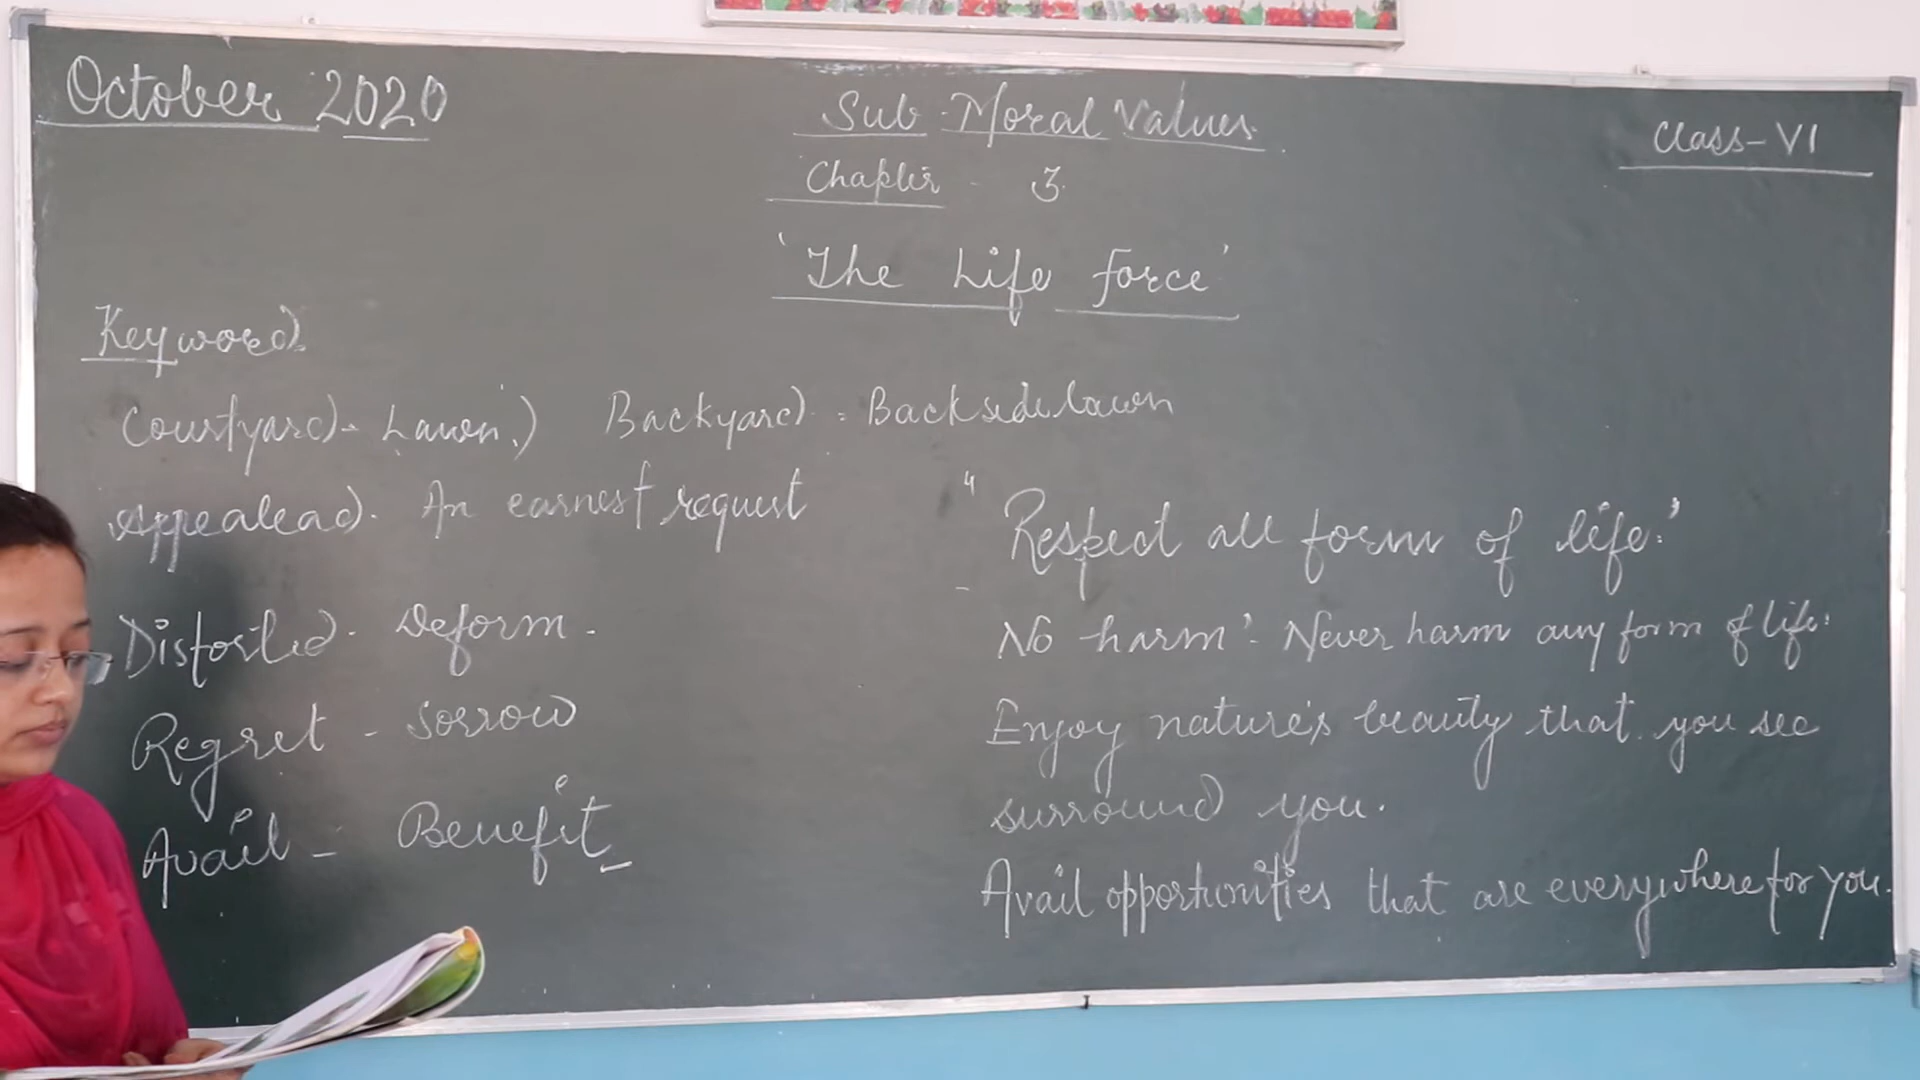 October 2020
Sub - Moral Values.
Class - VI
Chapter - 3.
'The Life force'
Keyword
Courtyard - Lawn.) Backyard = Backside lawn
Appealead - An earnest request
Distorted - Deform -
Regret - Sorrow
Avail - Benefit
" Respect all form of life.'
No harm' - Never harm any form of life.
Enjoy nature's beauty that you see
surround you.
Avail opportunities that are everywhere for you.